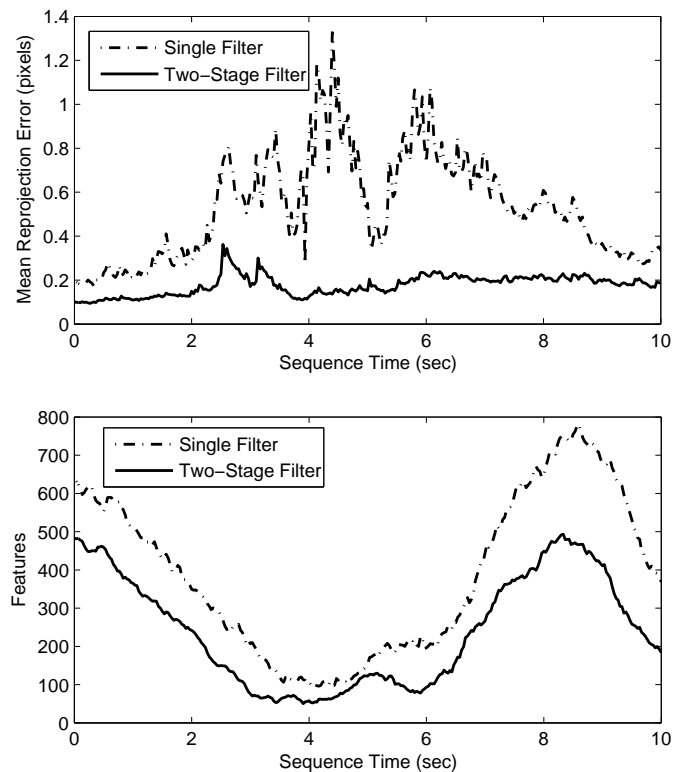 1.4
1.2
1
0.8
0.6
0.4
0.2
0
Mean Reprojection Error (pixels)
Single Filter
Two−Stage Filter
0 2 4 6 8 10
Sequence Time (sec)
800
700
600
500
400
300
200
100
0
Features
Single Filter
Two−Stage Filter
0 2 4 6 8 10
Sequence Time (sec)